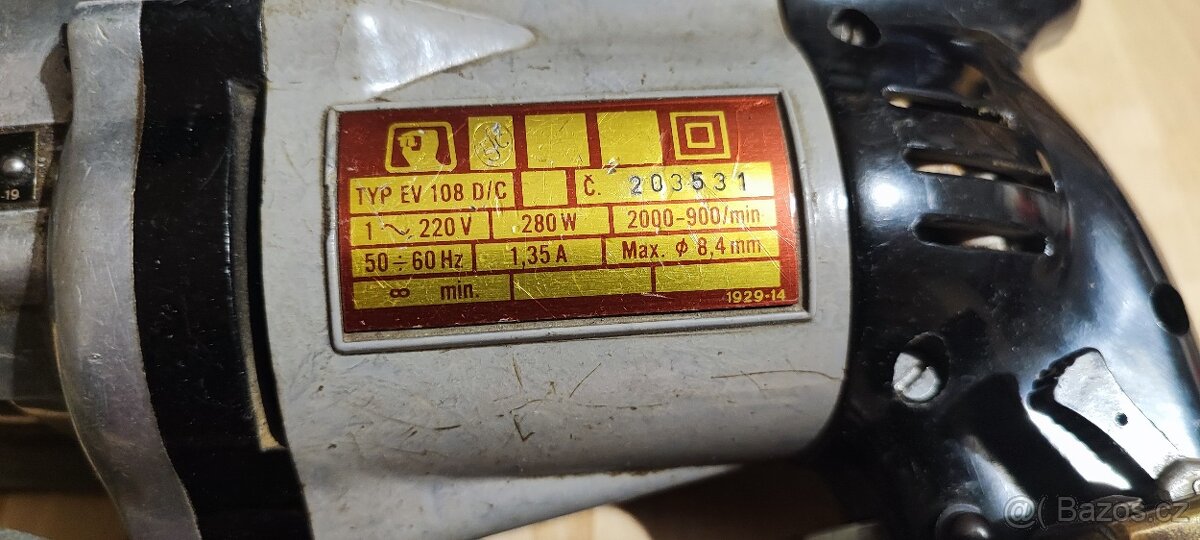 TYP EV 108 D/C Č. 203531
1 ~ 220 V 280 W 2000-900/min
50 ÷ 60 Hz 1,35 A Max. ϕ 8,4 mm
∞ min.
1929-14
-19
@( Bazos.cz